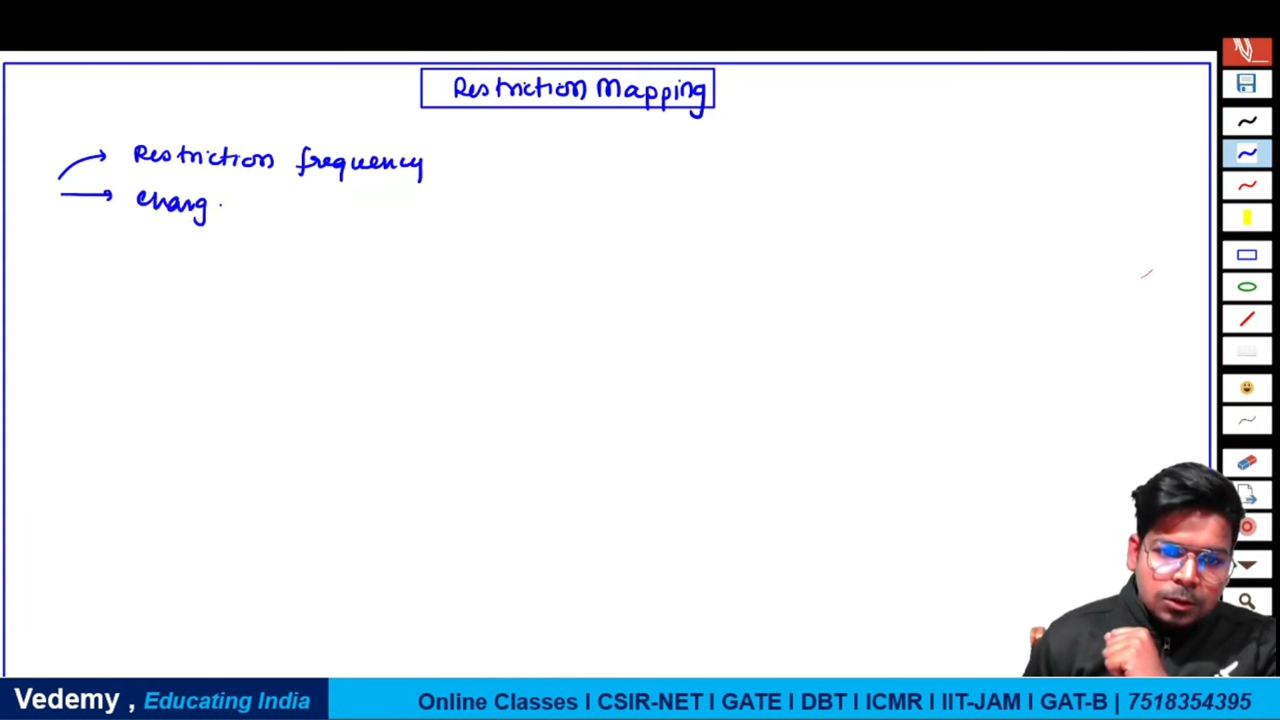 Restriction Mapping
Restriction frequency
Chang
Vedemy , Educating India
Online Classes I CSIR-NET I GATE I DBT I ICMR I IIT-JAM I GAT-B | 7518354395